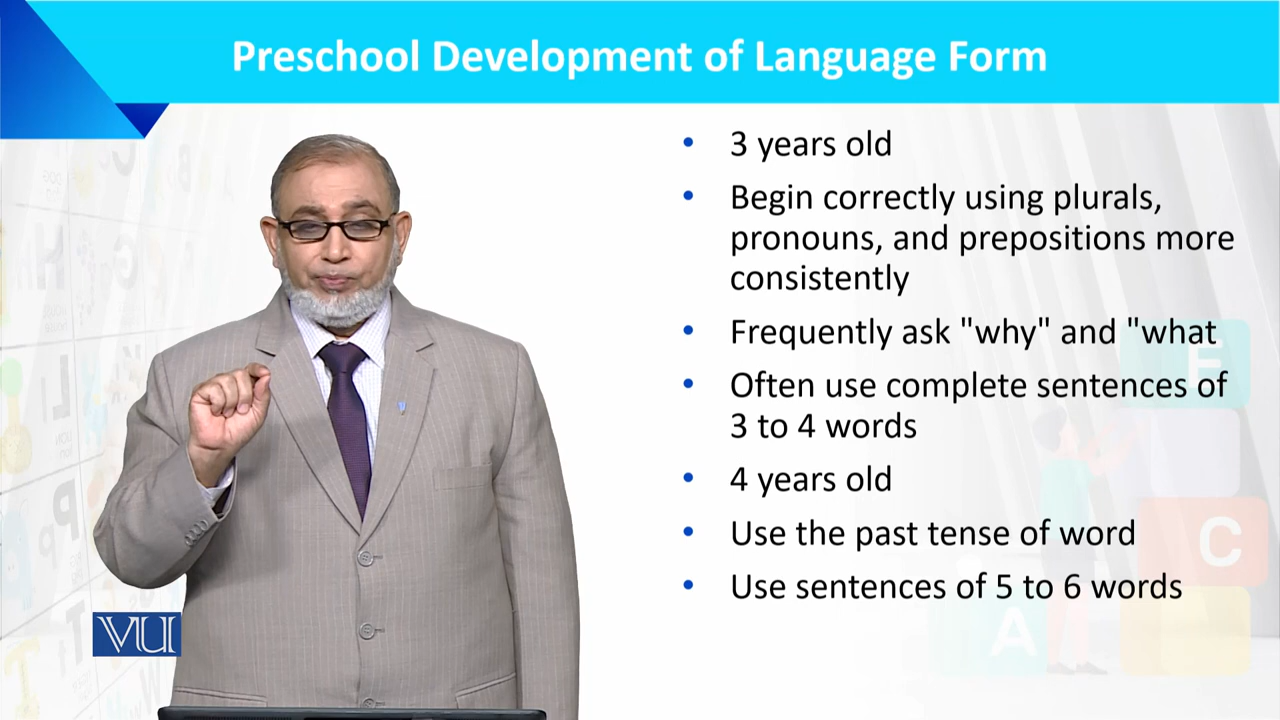 Preschool Development of Language Form
• 3 years old
• Begin correctly using plurals,
pronouns, and prepositions more
consistently
• Frequently ask "why" and "what
• Often use complete sentences of
3 to 4 words
• 4 years old
• Use the past tense of word
• Use sentences of 5 to 6 words
VU
F
C
A